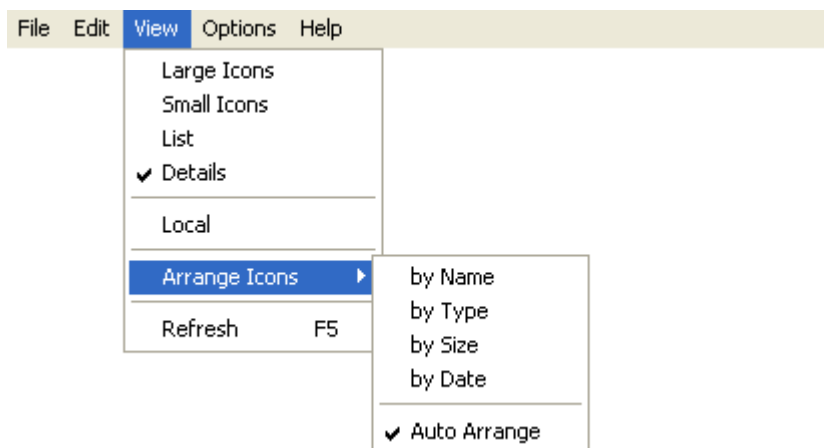 File Edit View Options Help
Large Icons
Small Icons
List
Details
Local
Arrange Icons
Refresh F5
by Name
by Type
by Size
by Date
Auto Arrange